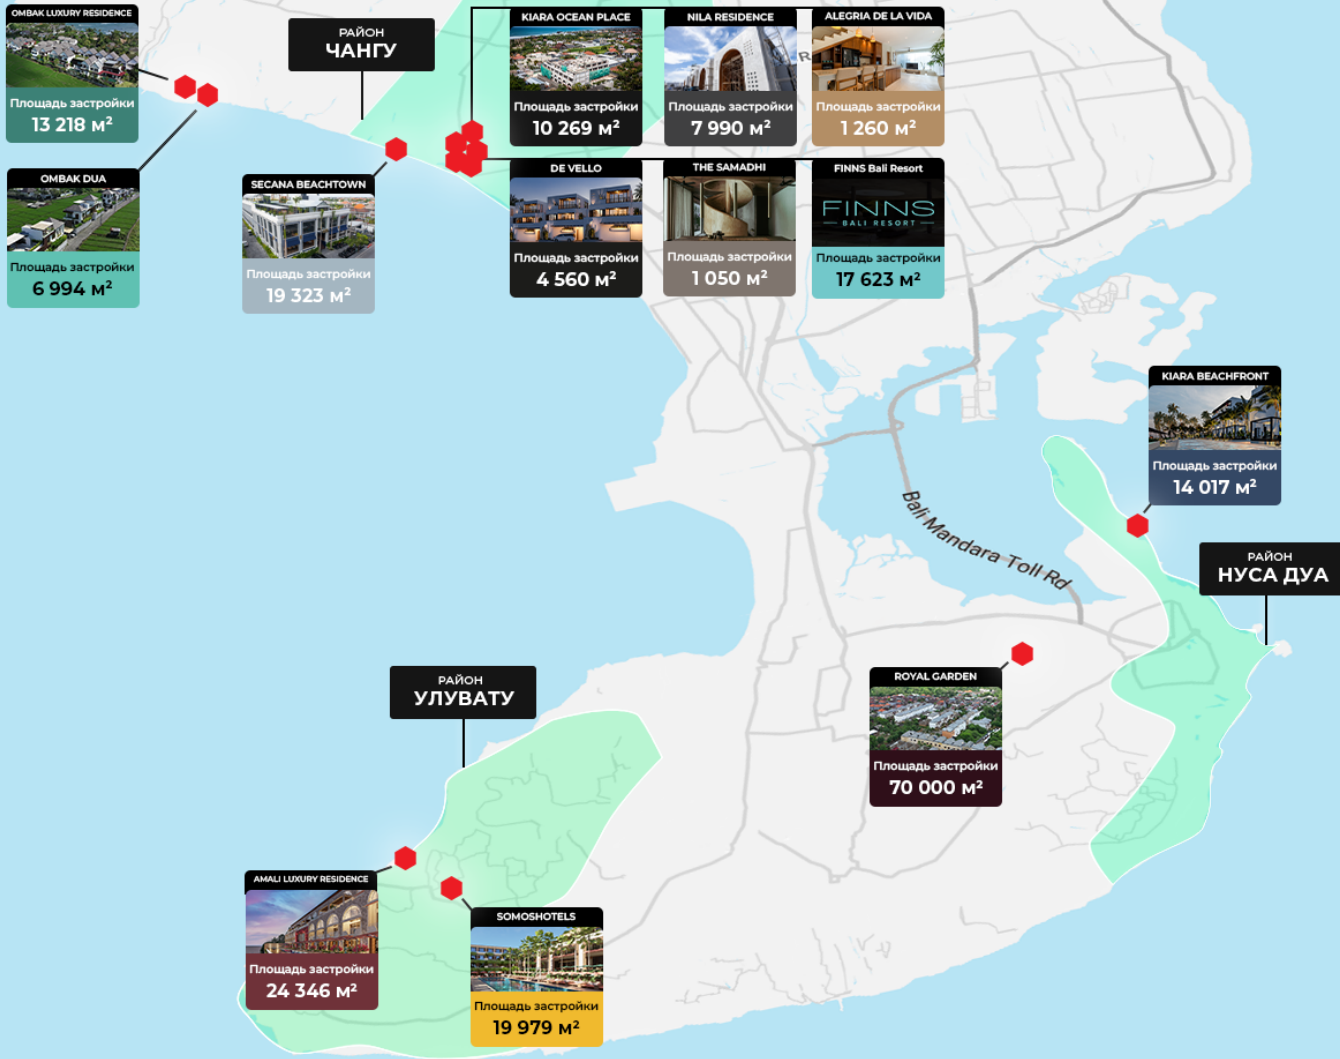 OMBAK LUXURY RESIDENCE
Площадь застройки
13 218 м²
РАЙОН
ЧАНГУ
KIARA OCEAN PLACE
Площадь застройки
10 269 м²
NILA RESIDENCE
Площадь застройки
7 990 м²
R
ALEGRIA DE LA VIDA
Площадь застройки
1 260 м²
OMBAK DUA
Площадь застройки
6 994 м²
SECANA BEACHTOWN
Площадь застройки
19 323 м²
DE VELLO
Площадь застройки
4 560 м²
THE SAMADHI
Площадь застройки
1 050 м²
FINNS Bali Resort
FINNS
BALI RESORT
Площадь застройки
17 623 м²
KIARA BEACHFRONT
Площадь застройки
14 017 м²
Bali Mandara Toll Rd
РАЙОН
НУСА ДУА
РАЙОН
УЛУВАТУ
ROYAL GARDEN
Площадь застройки
70 000 м²
AMALI LUXURY RESIDENCE
Площадь застройки
24 346 м²
SOMOSHOTELS
Площадь застройки
19 979 м²